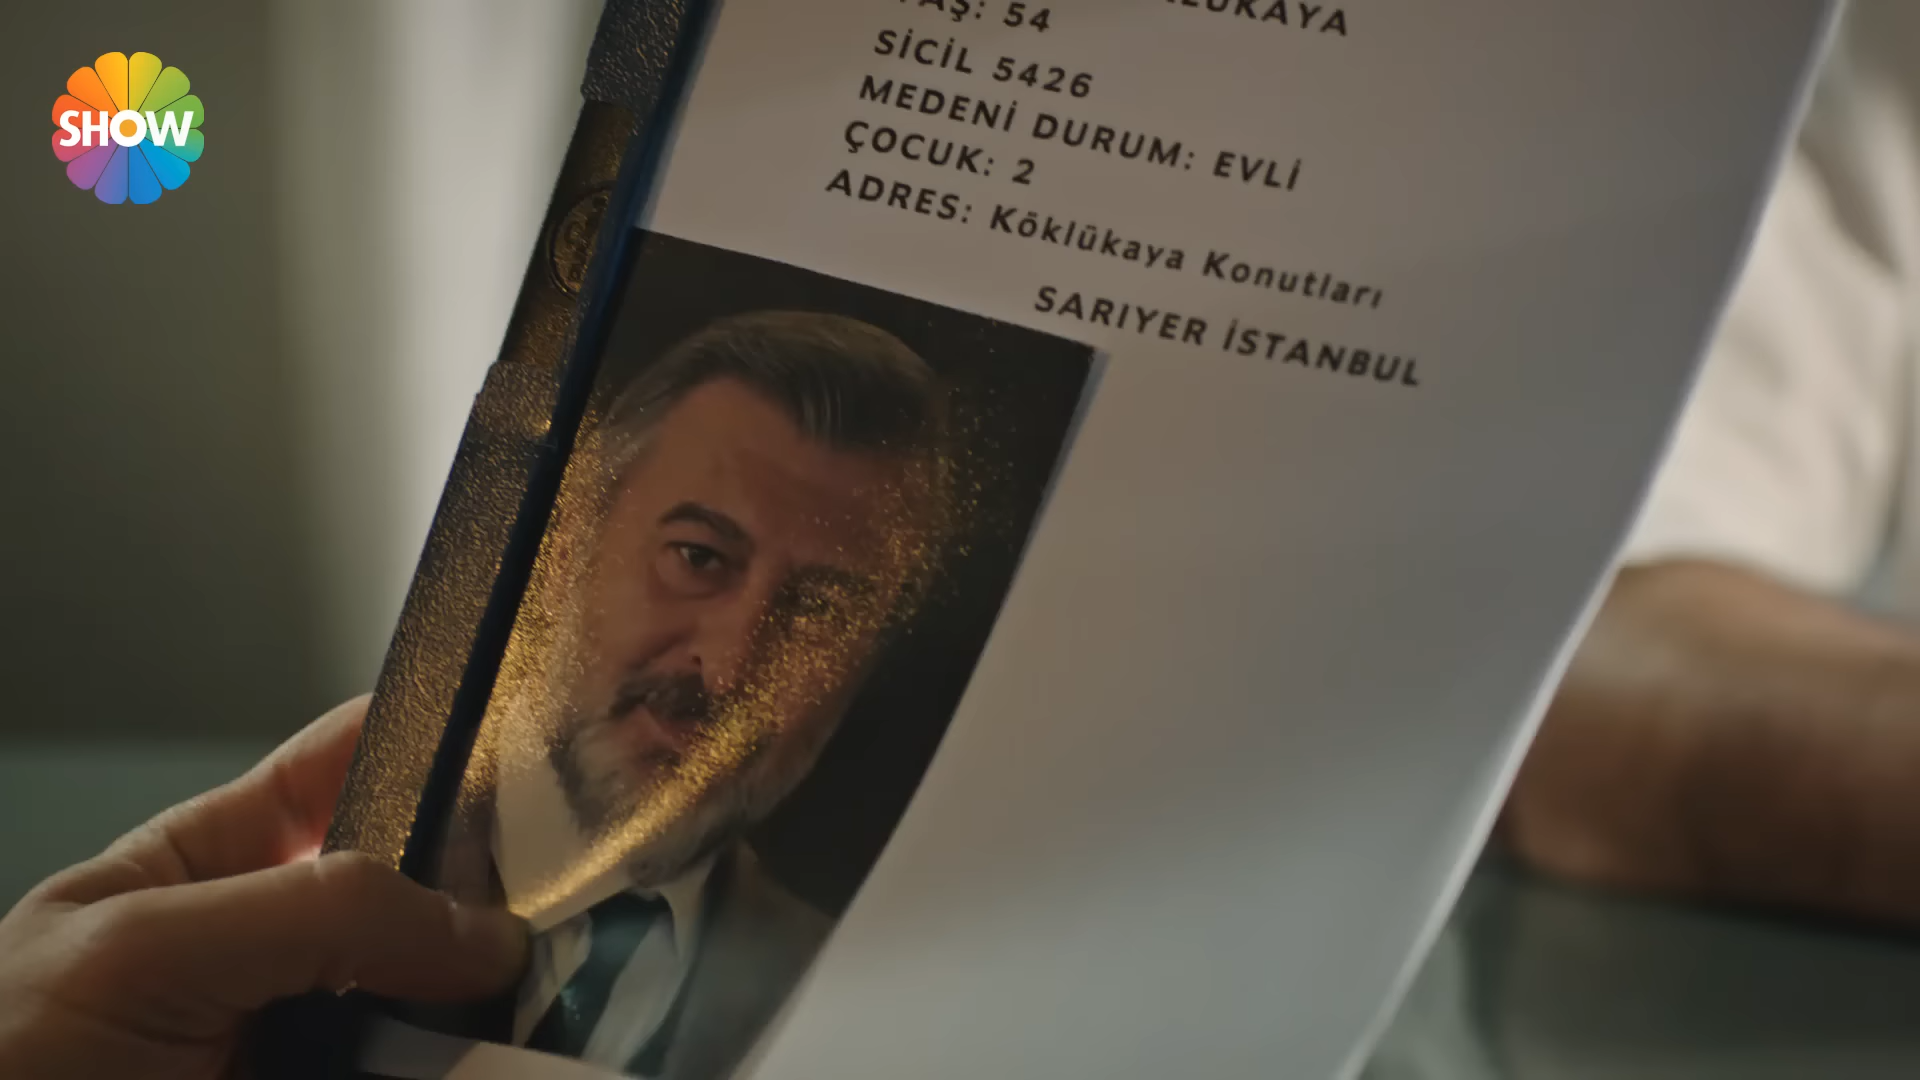 SHOW
YAŞ: 54
SİCİL 5426
MEDENİ DURUM: EVLİ
ÇOCUK: 2
ADRES: Köklükaya Konutları
SARIYER İSTANBUL